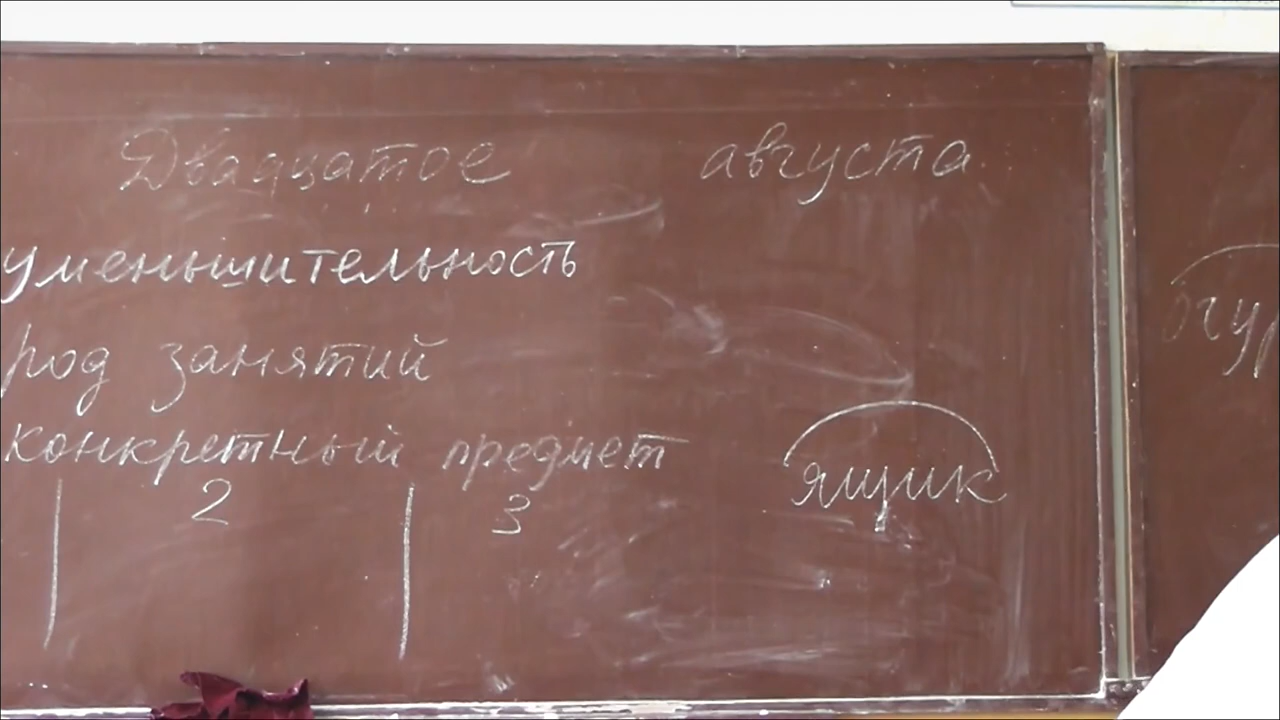 Двадцатое августа
уменьшительность
род занятий
конкретный предмет
2 3
ящик